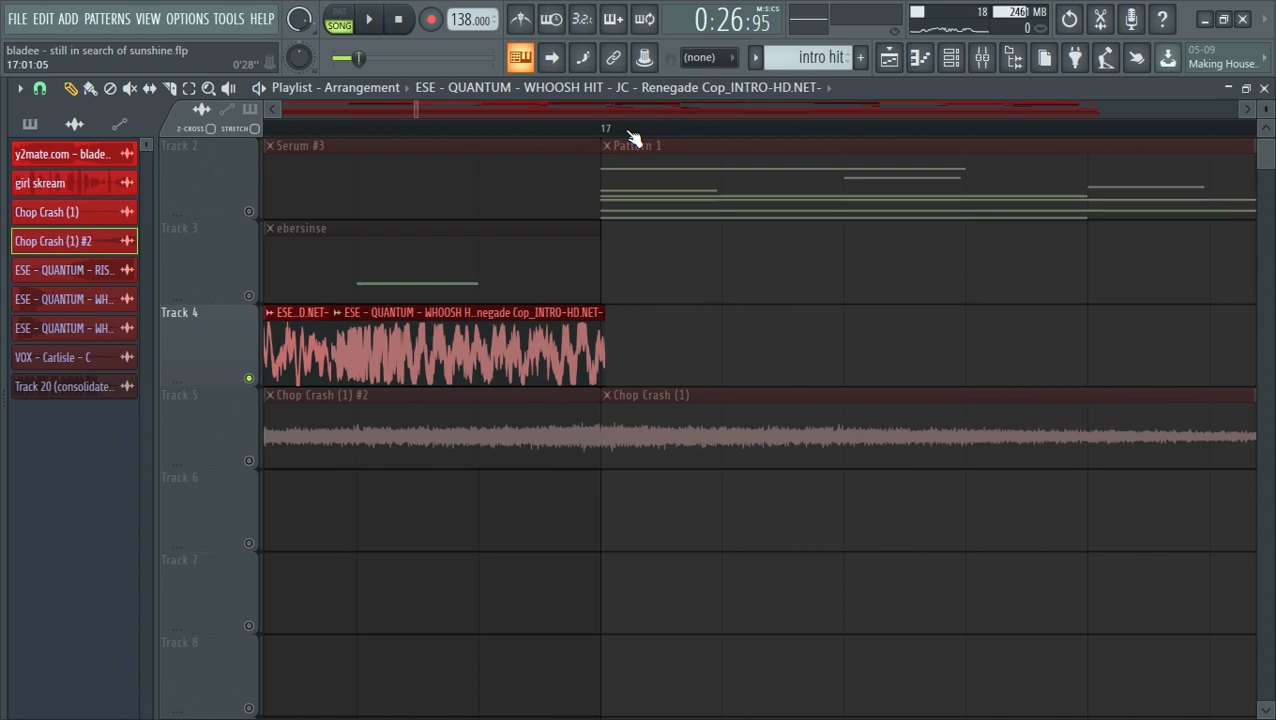 FILE EDIT ADD PATTERNS VIEW OPTIONS TOOLS HELP
PAT
SONG
138.000
3.2.
0:26:95
M:S:CS
18
2461 MB
0
bladee - still in search of sunshine.flp
17:01:05
0'28"
(none)
intro hit
05-09
Making House..
Playlist - Arrangement
ESE - QUANTUM - WHOOSH HIT - JC - Renegade Cop_INTRO-HD.NET-
Z-CROSS
STRETCH
17
y2mate.com - blade..
girl skream
Chop Crash (1)
Chop Crash (1) #2
ESE - QUANTUM - RIS..
ESE - QUANTUM - WH..
ESE - QUANTUM - WH..
VOX - Carlisle - C
Track 20 (consolidate..
Track 2
Serum #3
Pattern 1
...
Track 3
ebersinse
...
Track 4
ESE..D.NET-
ESE - QUANTUM - WHOOSH H..negade Cop_INTRO-HD.NET-
...
Track 5
Chop Crash (1) #2
Chop Crash (1)
...
Track 6
...
Track 7
...
Track 8
...